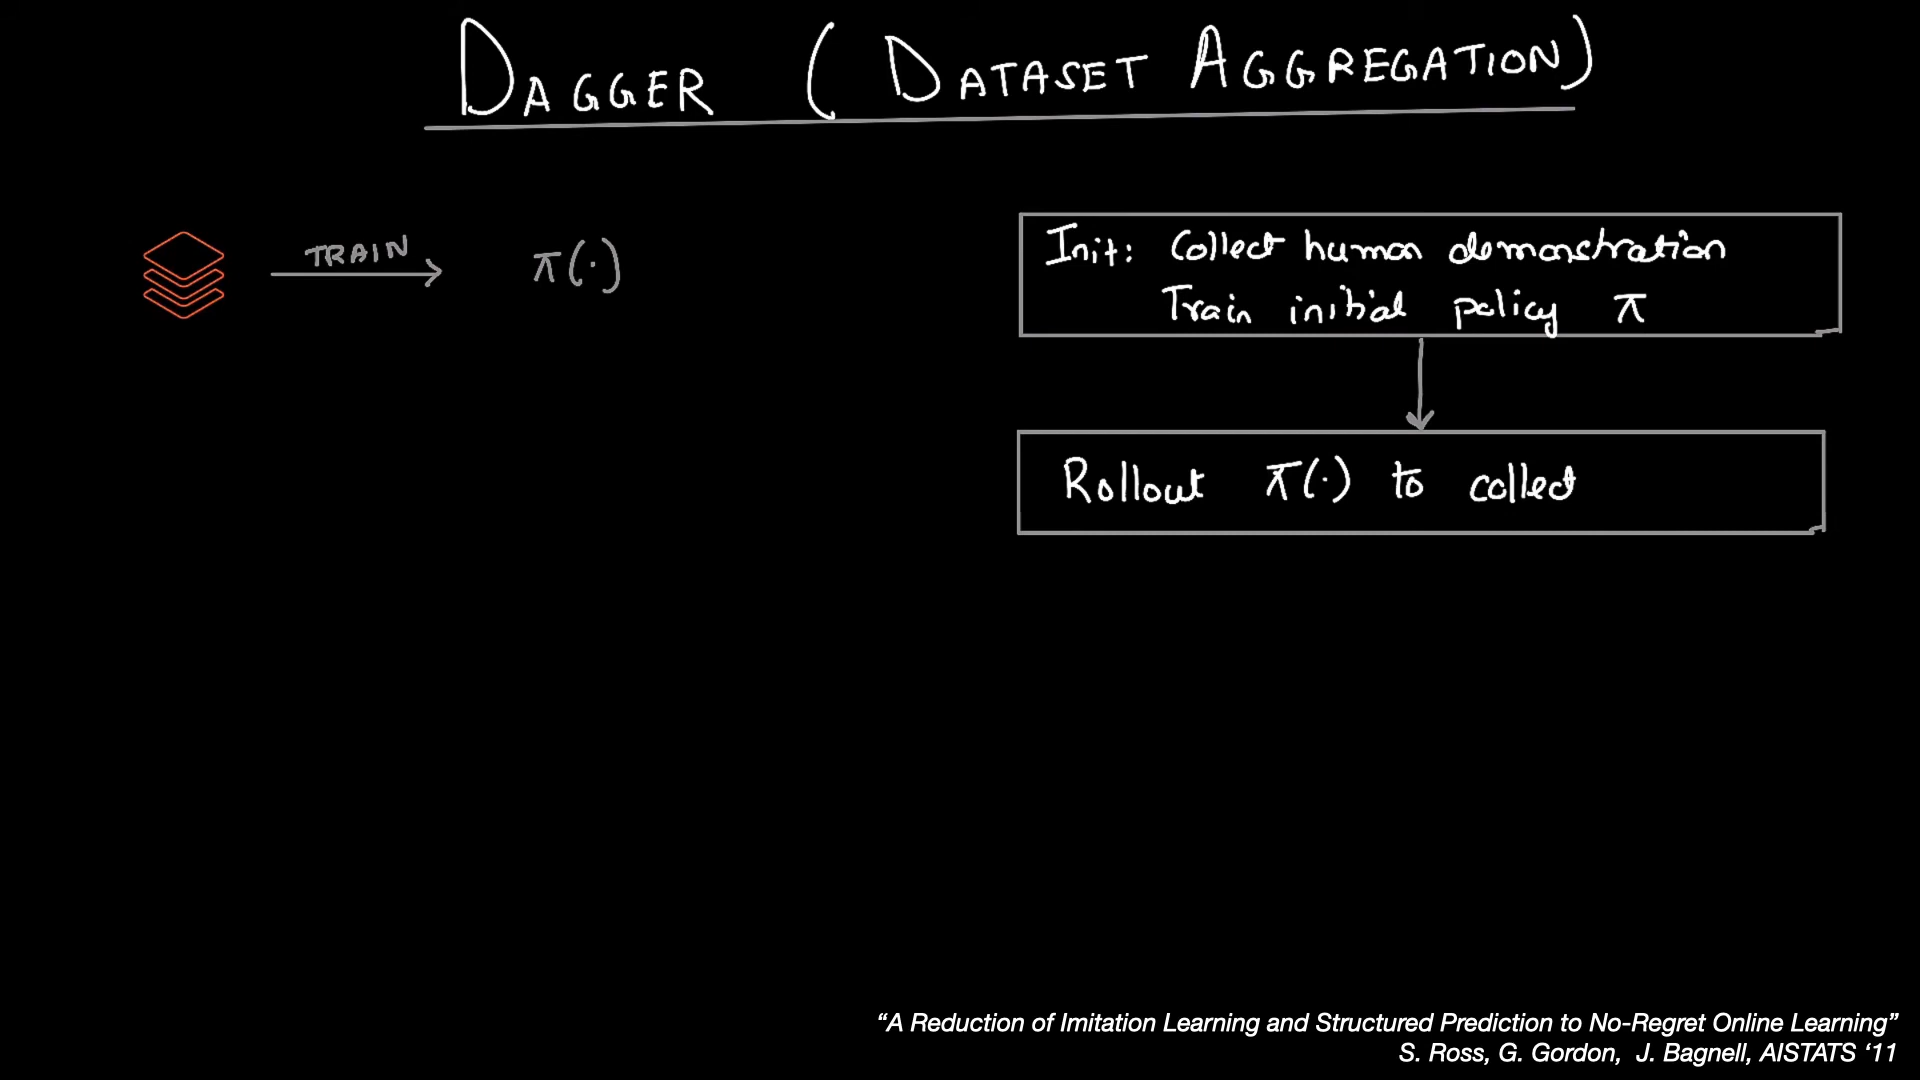 DAGGER (DATASET AGGREGATION)
TRAIN
π(·)
Init: Collect human demonstration
Train initial policy π
Rollout π(·) to collect
“A Reduction of Imitation Learning and Structured Prediction to No-Regret Online Learning”
S. Ross, G. Gordon, J. Bagnell, AISTATS ‘11